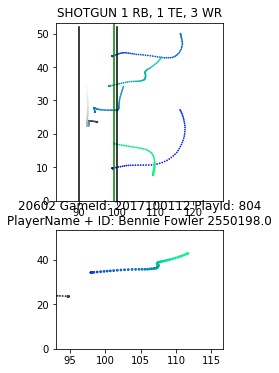 SHOTGUN 1 RB, 1 TE, 3 WR
50
40
30
20
10
0
90 100 110 120
20602 GameId: 2017100112 PlayId: 804
PlayerName + ID: Bennie Fowler 2550198.0
40
20
0
95 100 105 110 115